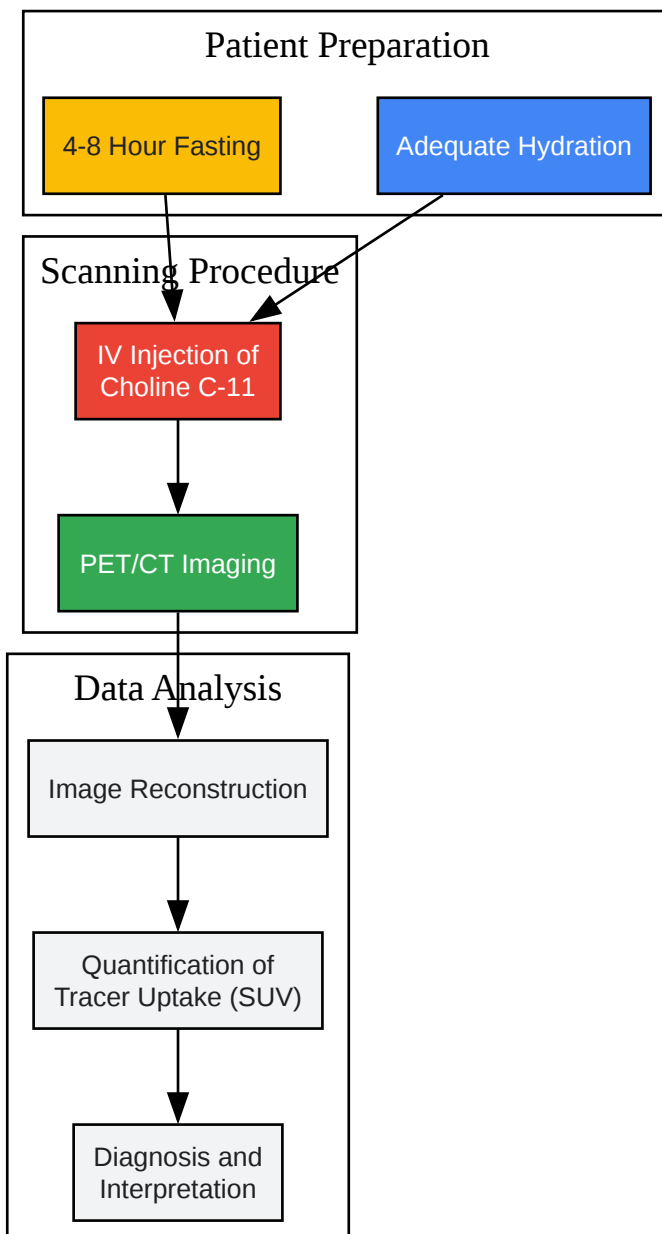 Patient Preparation
4-8 Hour Fasting
Adequate Hydration
Scanning Procedure
IV Injection of
Choline C-11
PET/CT Imaging
Data Analysis
Image Reconstruction
Quantification of
Tracer Uptake (SUV)
Diagnosis and
Interpretation